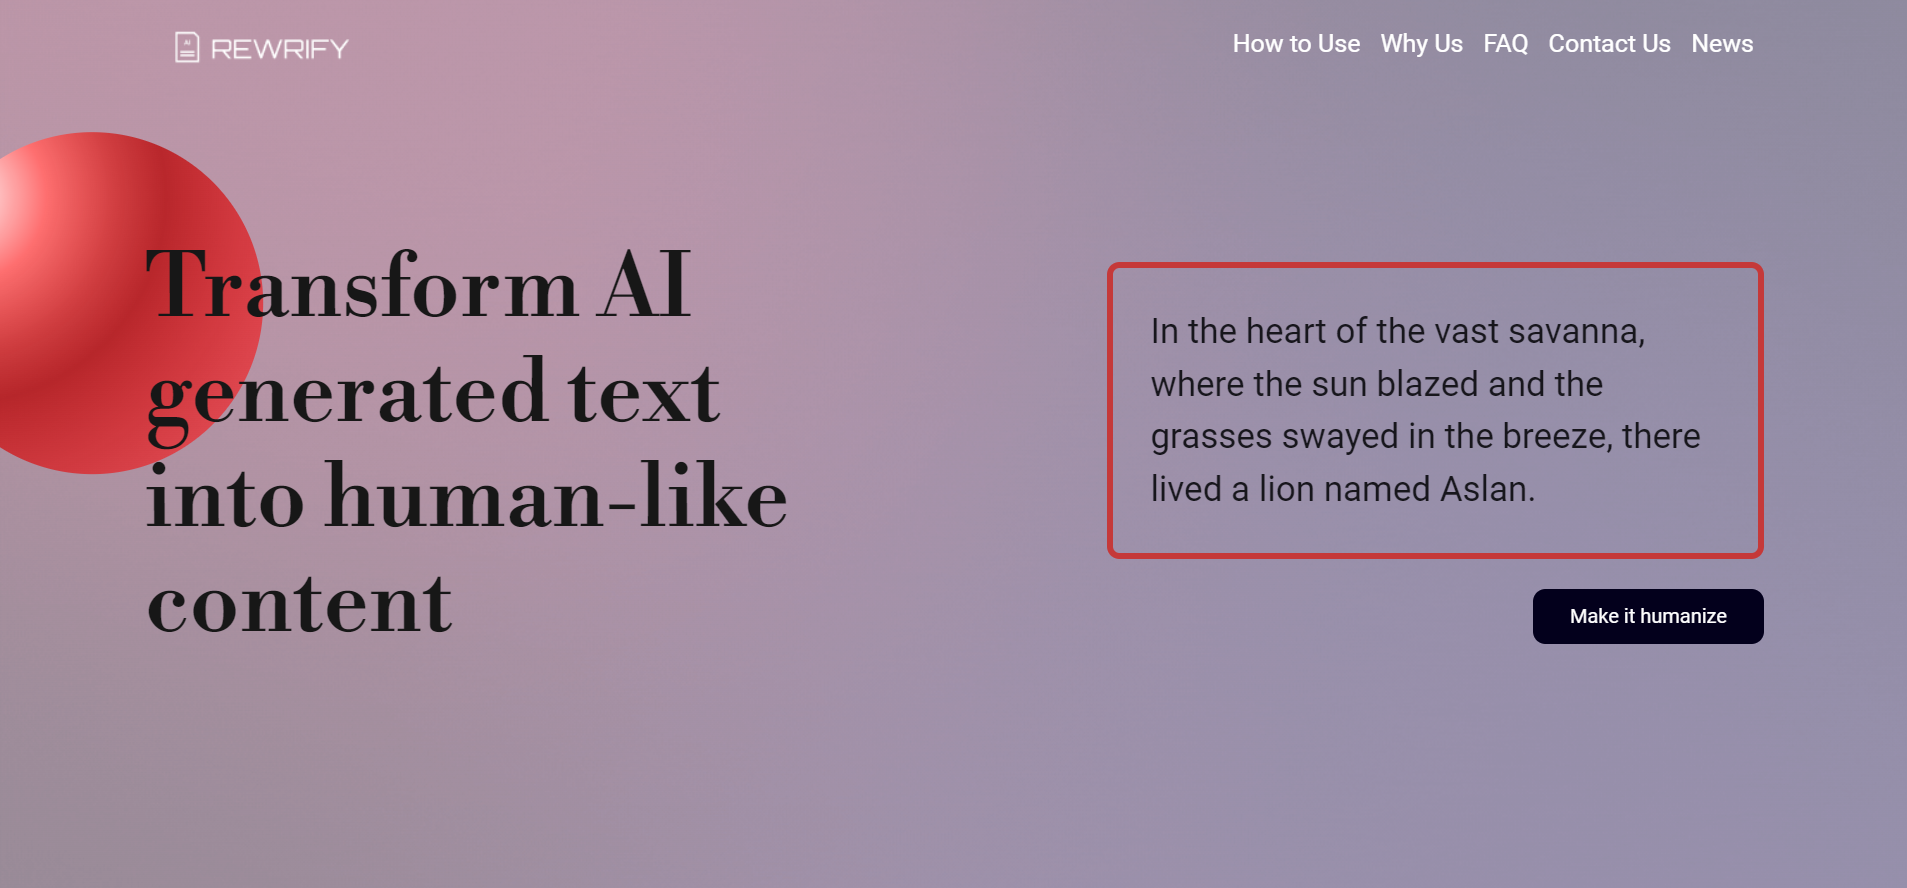 AI
REWRIFY
How to Use Why Us FAQ Contact Us News
Transform AI
generated text
into human-like
content
In the heart of the vast savanna,
where the sun blazed and the
grasses swayed in the breeze, there
lived a lion named Aslan.
Make it humanize